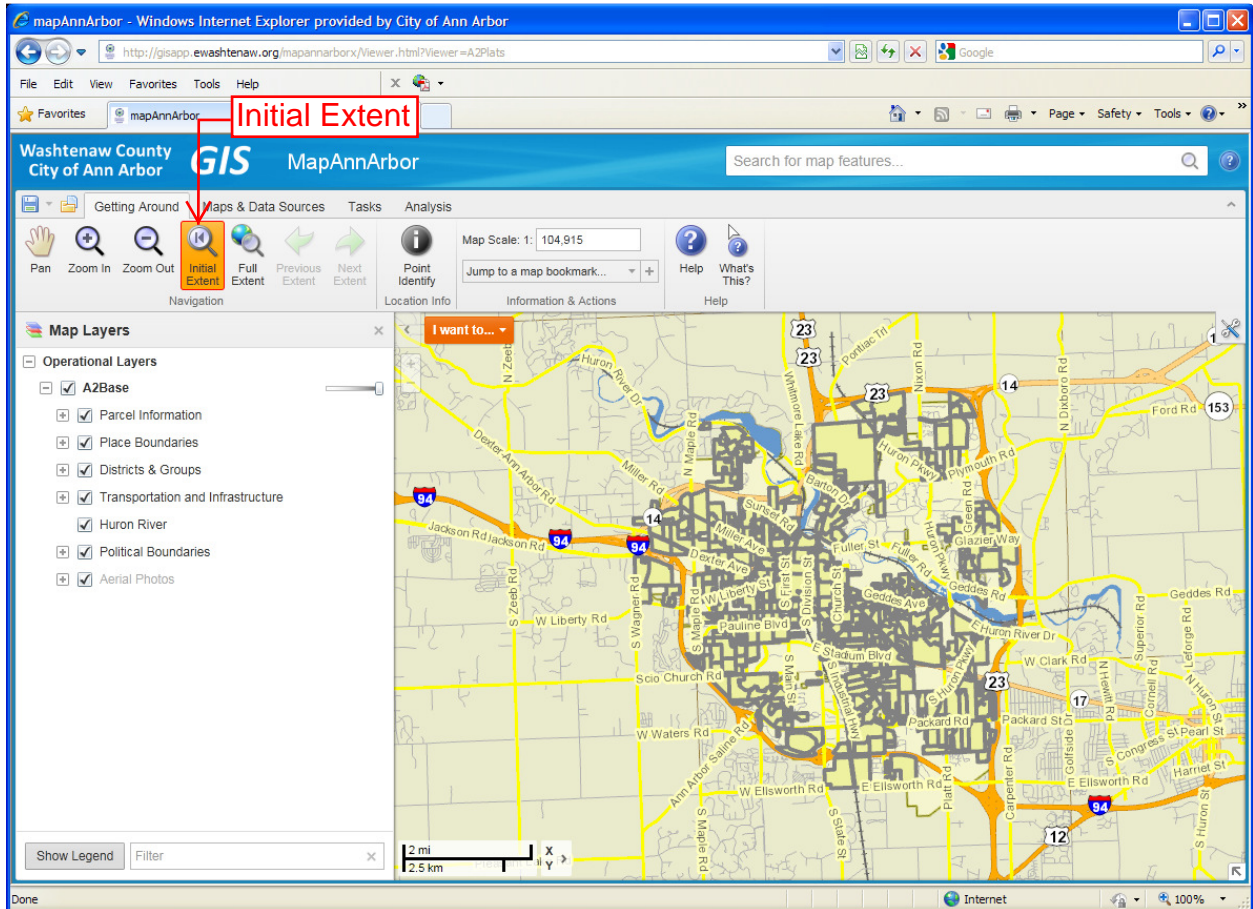 mapAnnArbor - Windows Internet Explorer provided by City of Ann Arbor
http://gisapp.ewashtenaw.org/mapannarborx/Viewer.html?Viewer=A2Plats
Google
File Edit View Favorites Tools Help
X
Favorites
mapAnnArbor
Initial Extent
Page Safety Tools
Washtenaw County
City of Ann Arbor
GIS
MapAnnArbor
Search for map features...
Getting Around Maps & Data Sources Tasks Analysis
Pan
Zoom In
Zoom Out
Initial Extent
Full Extent
Previous Extent
Next Extent
Navigation
Point Identify
Location Info
Map Scale: 1: 104,915
Jump to a map bookmark...
Information & Actions
Help
What's This?
Help
Map Layers
Operational Layers
A2Base
Parcel Information
Place Boundaries
Districts & Groups
Transportation and Infrastructure
Huron River
Political Boundaries
Aerial Photos
Show Legend
Filter
I want to...
23
23
Pontiac Trl
N Zeeb
Huron River Dr
Whitmore Lake Rd
Nixon Rd
23
14
N Dixboro Rd
Ford Rd
153
N Maple Rd
Dexter Ann Arbor Rd
Miller Rd
Huron Pkwy
Plymouth Rd
Barton Dr
94
Sunset Rd
Green Rd
14
Jackson Rd
Jackson Rd
94
94
Miller Ave
Dexter Ave
Fuller St
Fuller Rd
Huron Pkwy
Glazier Way
S Zeeb Rd
S Wagner Rd
S Maple Rd
W Liberty St
S First St
S Division St
Church St
Geddes Ave
Geddes Rd
Geddes Rd
W Liberty Rd
Pauline Blvd
E Huron River Dr
Superior Rd
Leforge Rd
E Stadium Blvd
W Clark Rd
Scio Church Rd
S Main St
S Industrial Hwy
S Huron Pkwy
23
N Hewitt Rd
Cornell Rd
N Huron St
17
Packard Rd
Packard St
W Waters Rd
Golfside Dr
S Congress St
Pearl St
Ann Arbor Saline Rd
Harriet St
W Ellsworth Rd
E Ellsworth Rd
Platt Rd
Carpenter Rd
E Ellsworth Rd
94
S Maple Rd
S State St
12
S Huron St
2 mi
2.5 km
X
Y
Done
Internet
100%